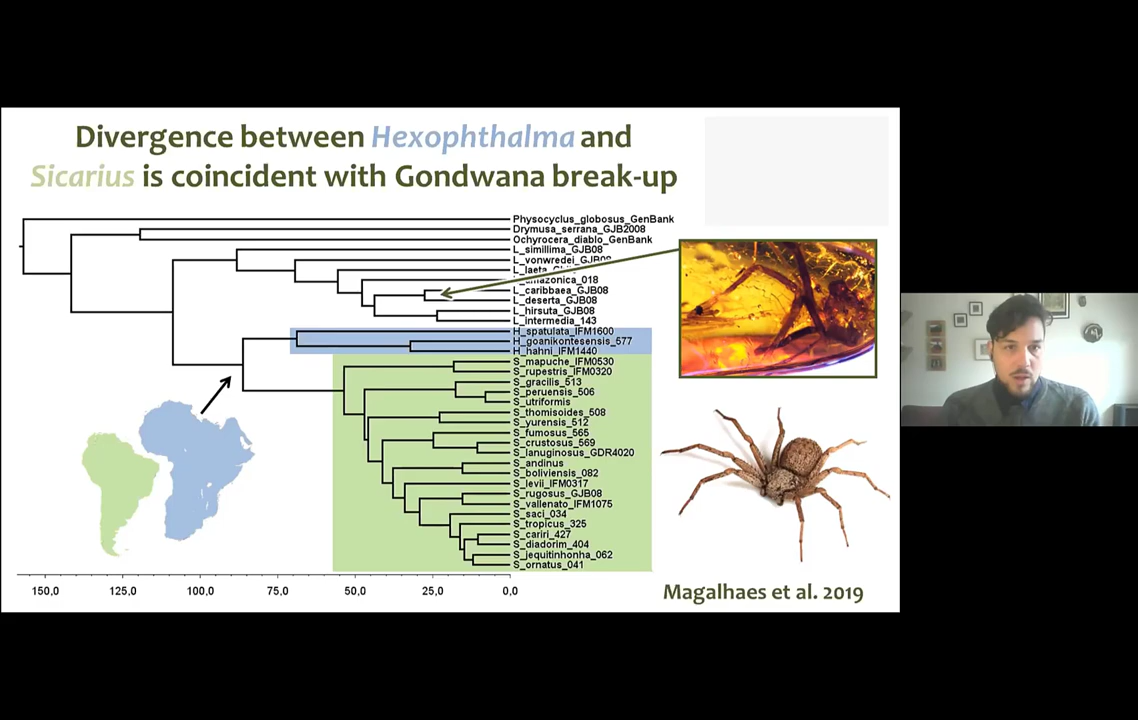 Divergence between Hexophthalma and
Sicarius is coincident with Gondwana break-up
Physocyclus_globosus_GenBank
Drymusa_serrana_GJB2008
Ochyrocera_diablo_GenBank
L_simillima_GJB08
L_vonwredei_GJB08
L_laeta
L_amazonica_018
L_caribbaea_GJB08
L_deserta_GJB08
L_hirsuta_GJB08
L_intermedia_143
H_spatulata_IFM1600
H_goanikontesensis_577
H_hahni_IFM1440
S_mapuche_IFM0530
S_rupestris_IFM0320
S_gracilis_513
S_peruensis_506
S_utriformis
S_thomisoides_508
S_yurensis_512
S_fumosus_565
S_crustosus_569
S_lanuginosus_GDR4020
S_andinus
S_boliviensis_082
S_levii_IFM0317
S_rugosus_GJB08
S_vallenato_IFM1075
S_saci_034
S_tropicus_325
S_cariri_427
S_diadorim_404
S_jequitinhonha_062
S_ornatus_041
150,0 125,0 100,0 75,0 50,0 25,0 0,0
Magalhaes et al. 2019